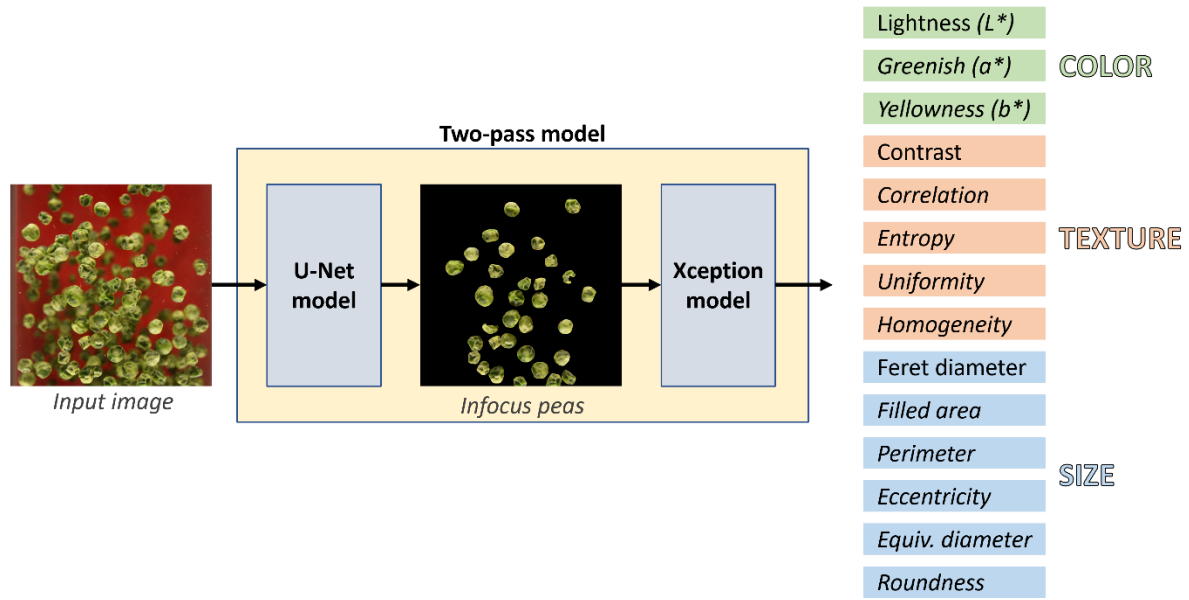 Two-pass model
Input image
U-Net
model
Infocus peas
Xception
model
Lightness (L*)
Greenish (a*)
Yellowness (b*)
COLOR
Contrast
Correlation
Entropy
Uniformity
Homogeneity
TEXTURE
Feret diameter
Filled area
Perimeter
Eccentricity
Equiv. diameter
Roundness
SIZE